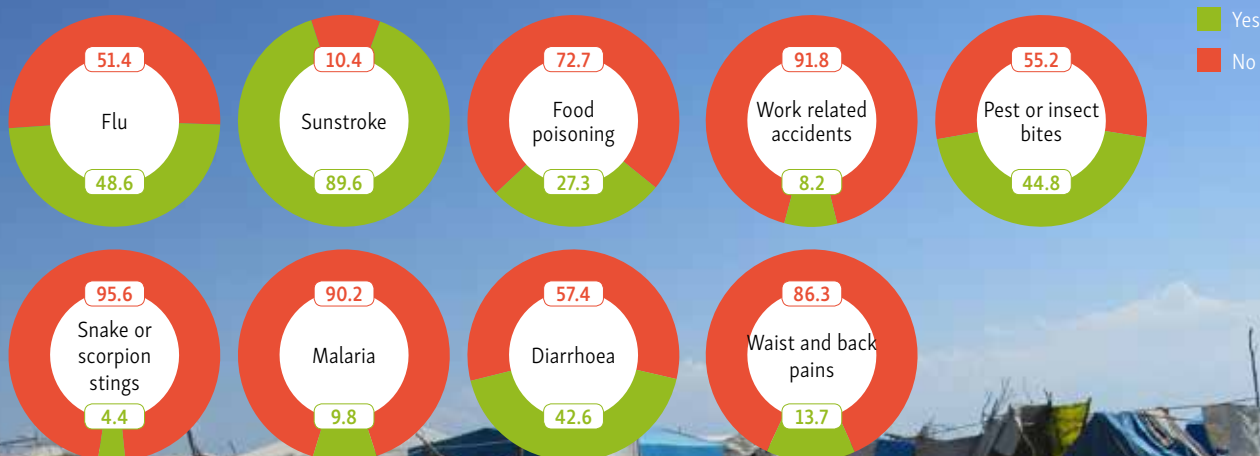 Yes
No
51.4
Flu
48.6
10.4
Sunstroke
89.6
72.7
Food
poisoning
27.3
91.8
Work related
accidents
8.2
55.2
Pest or insect
bites
44.8
95.6
Snake or
scorpion
stings
4.4
90.2
Malaria
9.8
57.4
Diarrhoea
42.6
86.3
Waist and back
pains
13.7